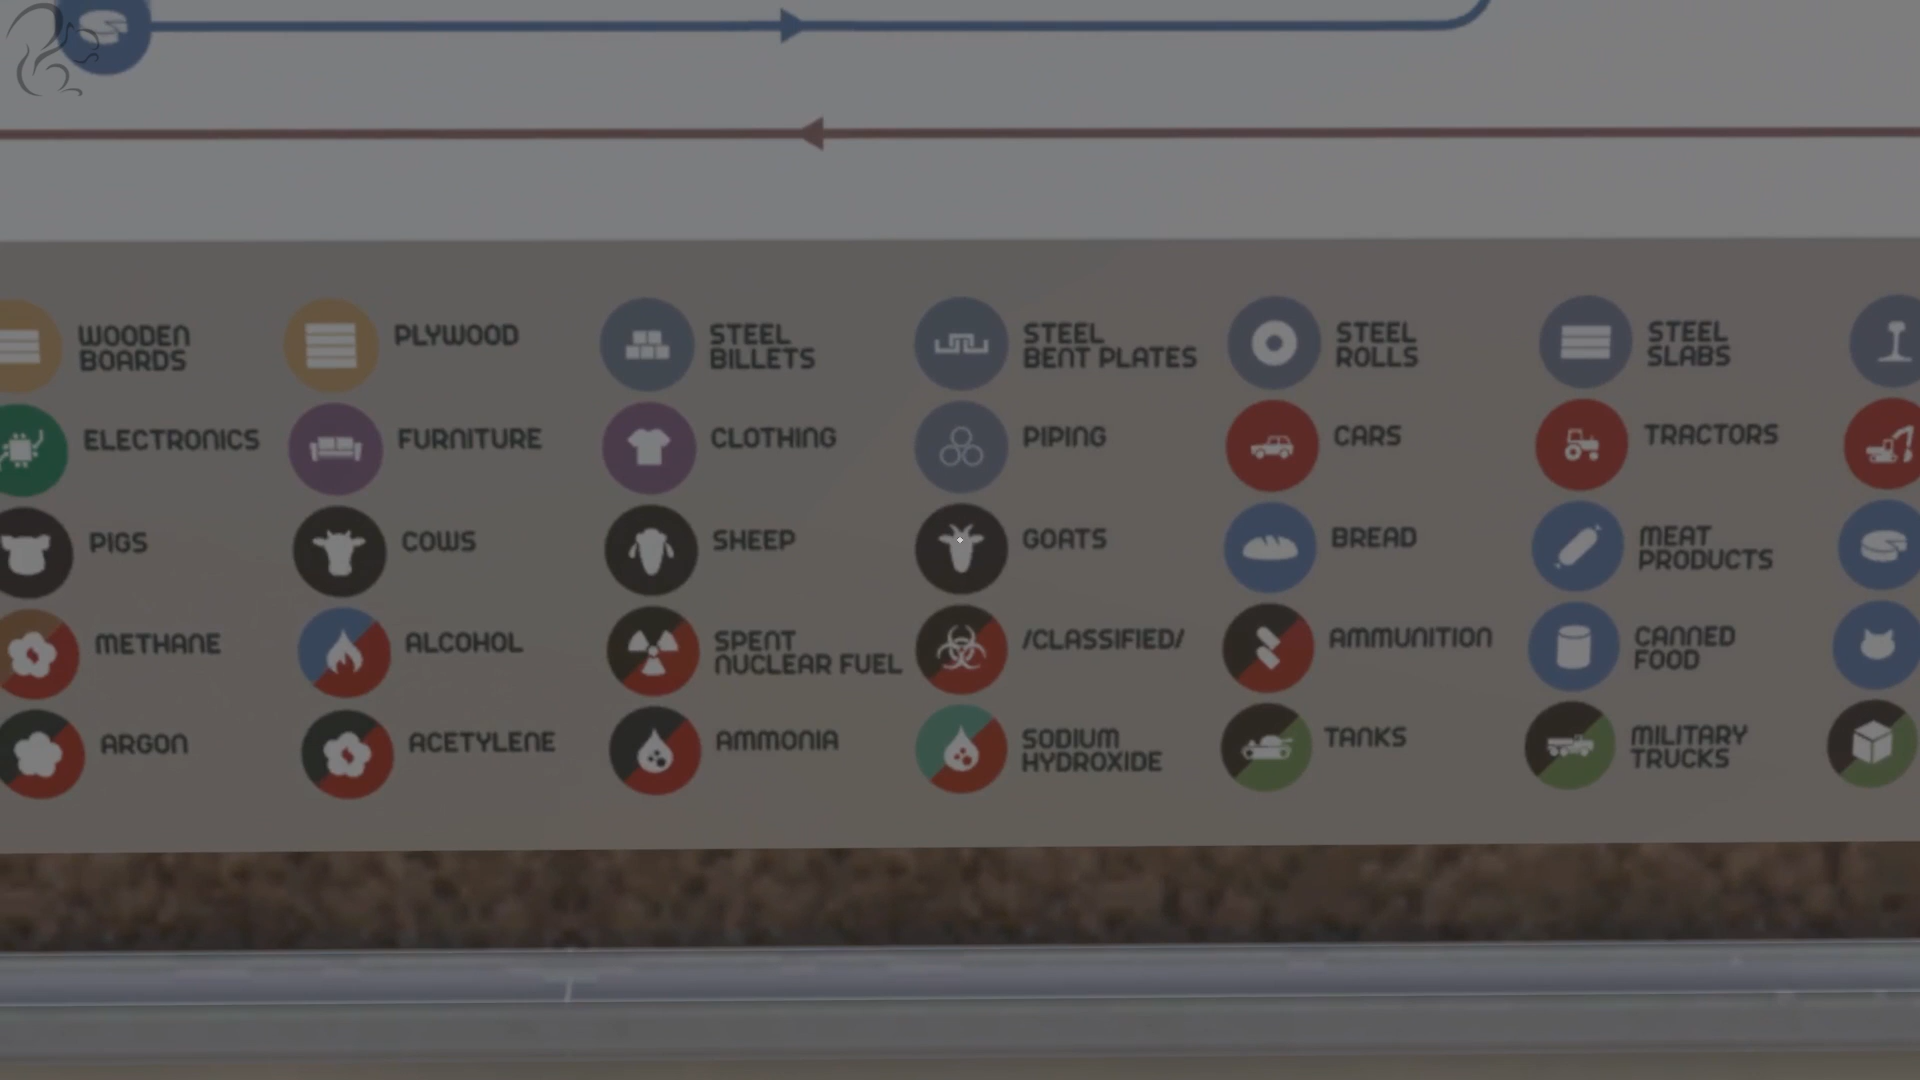 WOODEN
BOARDS
PLYWOOD
STEEL
BILLETS
STEEL
BENT PLATES
STEEL
ROLLS
STEEL
SLABS
ELECTRONICS
FURNITURE
CLOTHING
PIPING
CARS
TRACTORS
PIGS
COWS
SHEEP
GOATS
BREAD
MEAT
PRODUCTS
METHANE
ALCOHOL
SPENT
NUCLEAR FUEL
/CLASSIFIED/
AMMUNITION
CANNED
FOOD
ARGON
ACETYLENE
AMMONIA
SODIUM
HYDROXIDE
TANKS
MILITARY
TRUCKS